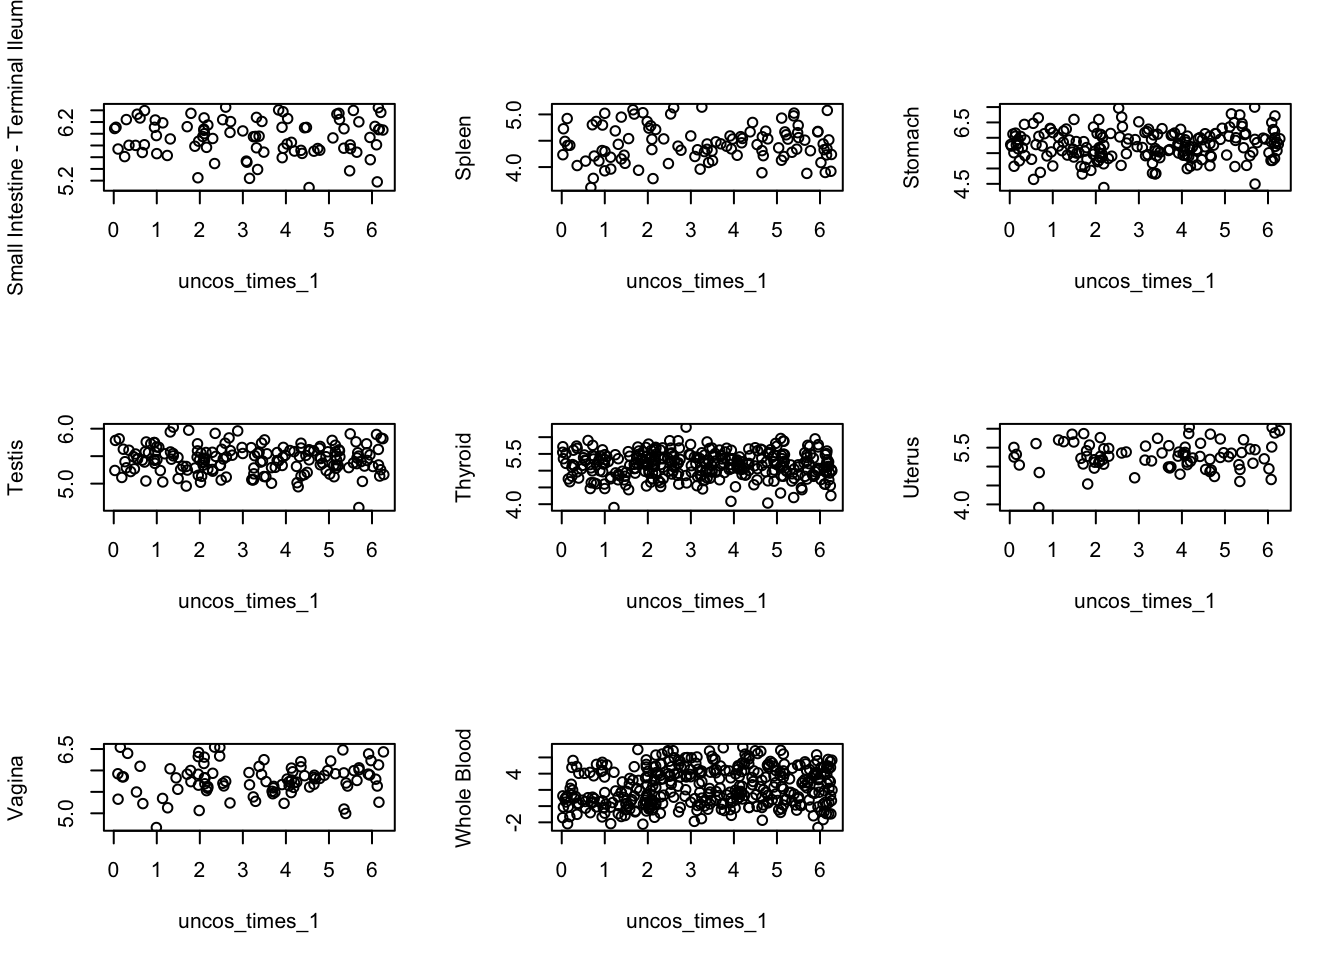 Small Intestine - Terminal Ileum
6.2
5.2
0 1 2 3 4 5 6
uncos_times_1
Spleen
5.0
4.0
0 1 2 3 4 5 6
uncos_times_1
Stomach
6.5
4.5
0 1 2 3 4 5 6
uncos_times_1
Testis
6.0
5.0
0 1 2 3 4 5 6
uncos_times_1
Thyroid
5.5
4.0
0 1 2 3 4 5 6
uncos_times_1
Uterus
5.5
4.0
0 1 2 3 4 5 6
uncos_times_1
Vagina
6.5
5.0
0 1 2 3 4 5 6
uncos_times_1
Whole Blood
4
-2
0 1 2 3 4 5 6
uncos_times_1